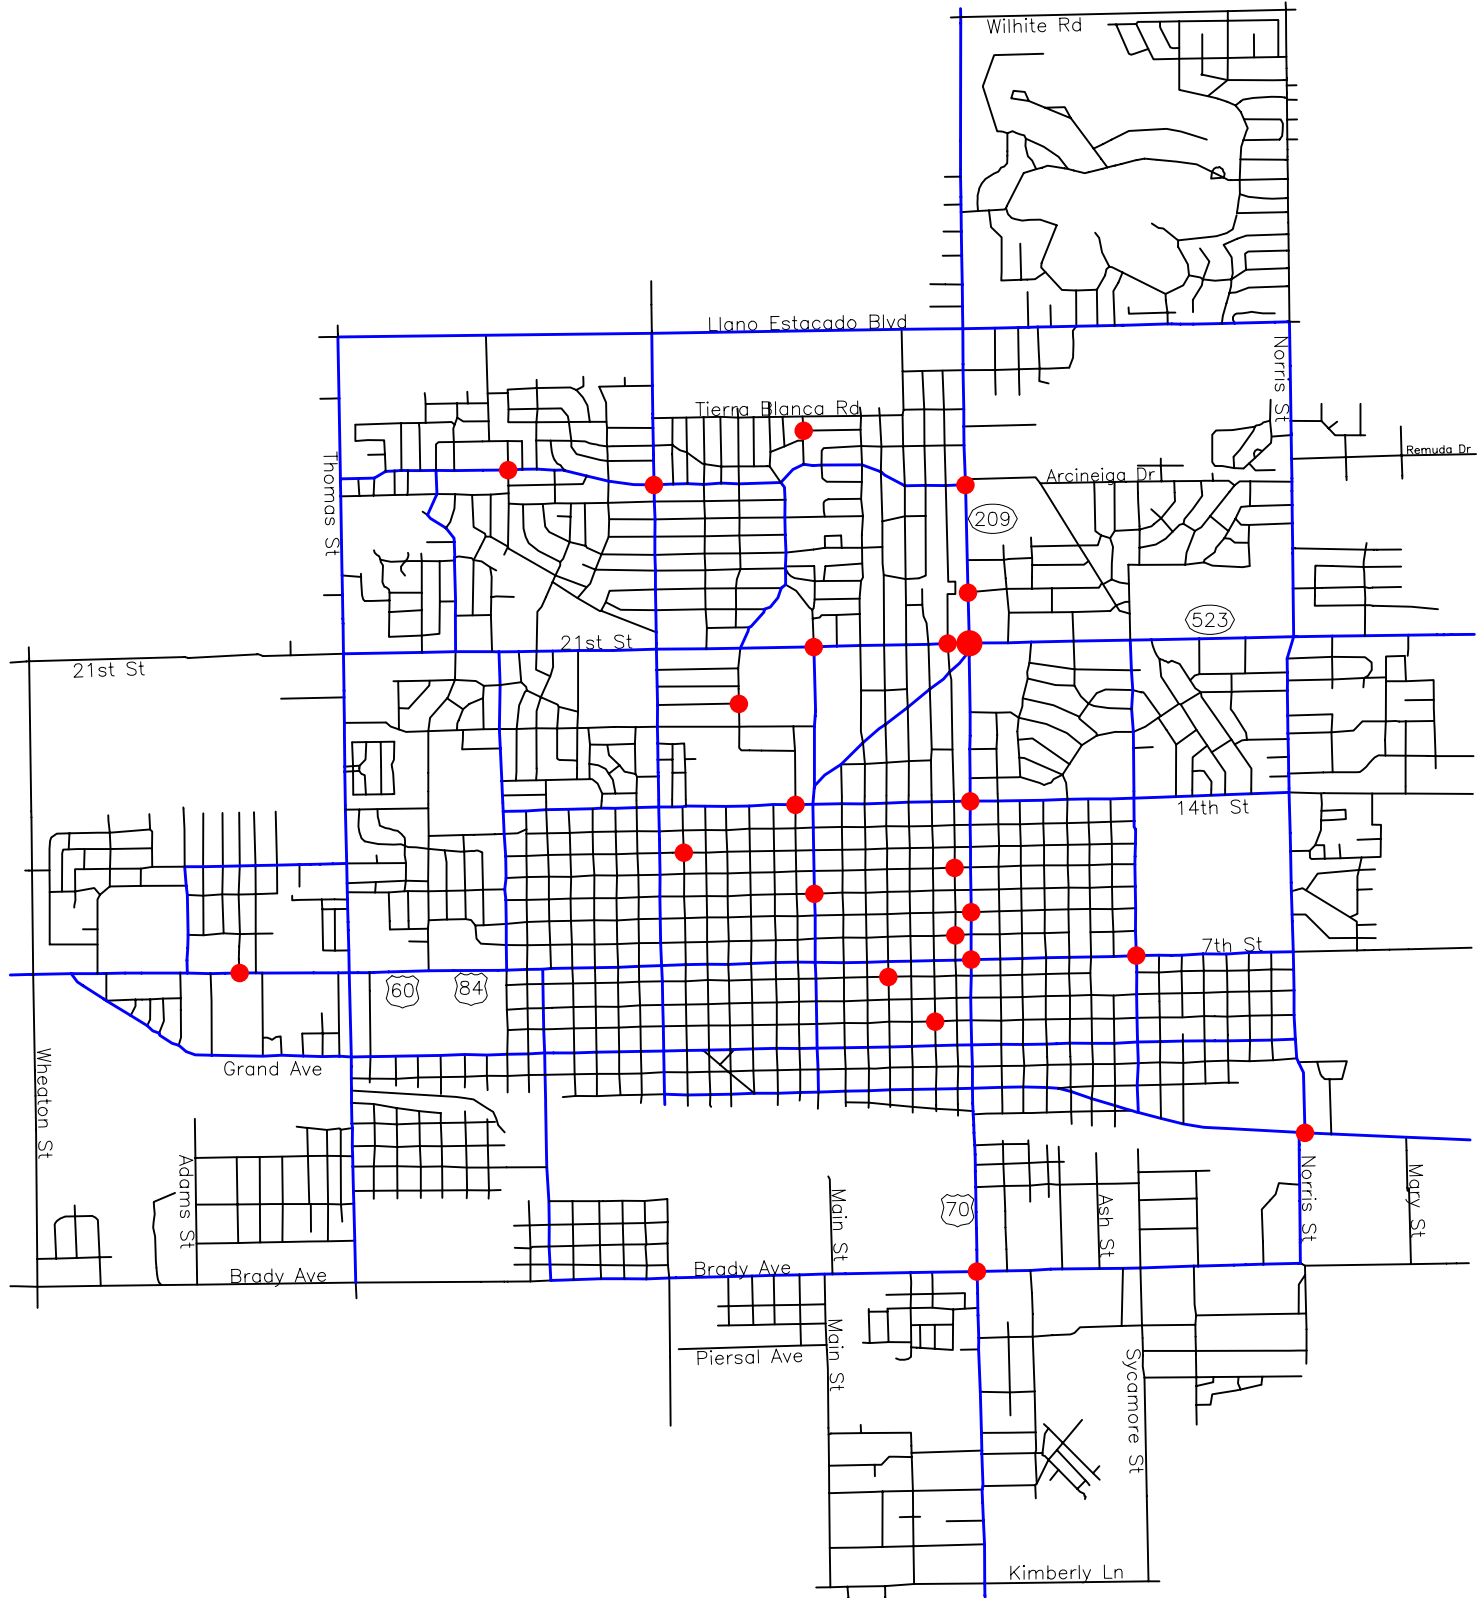 Wilhite Rd
Llano Estacado Blvd
Norris St
Tierra Blanca Rd
Remuda Dr
Thomas St
Arcineiga Dr
209
523
21st St
21st St
14th St
7th St
60
84
Grand Ave
Wheaton St
Adams St
Main St
70
Ash St
Norris St
Mary St
Brady Ave
Brady Ave
Main St
Piersal Ave
Sycamore St
Kimberly Ln